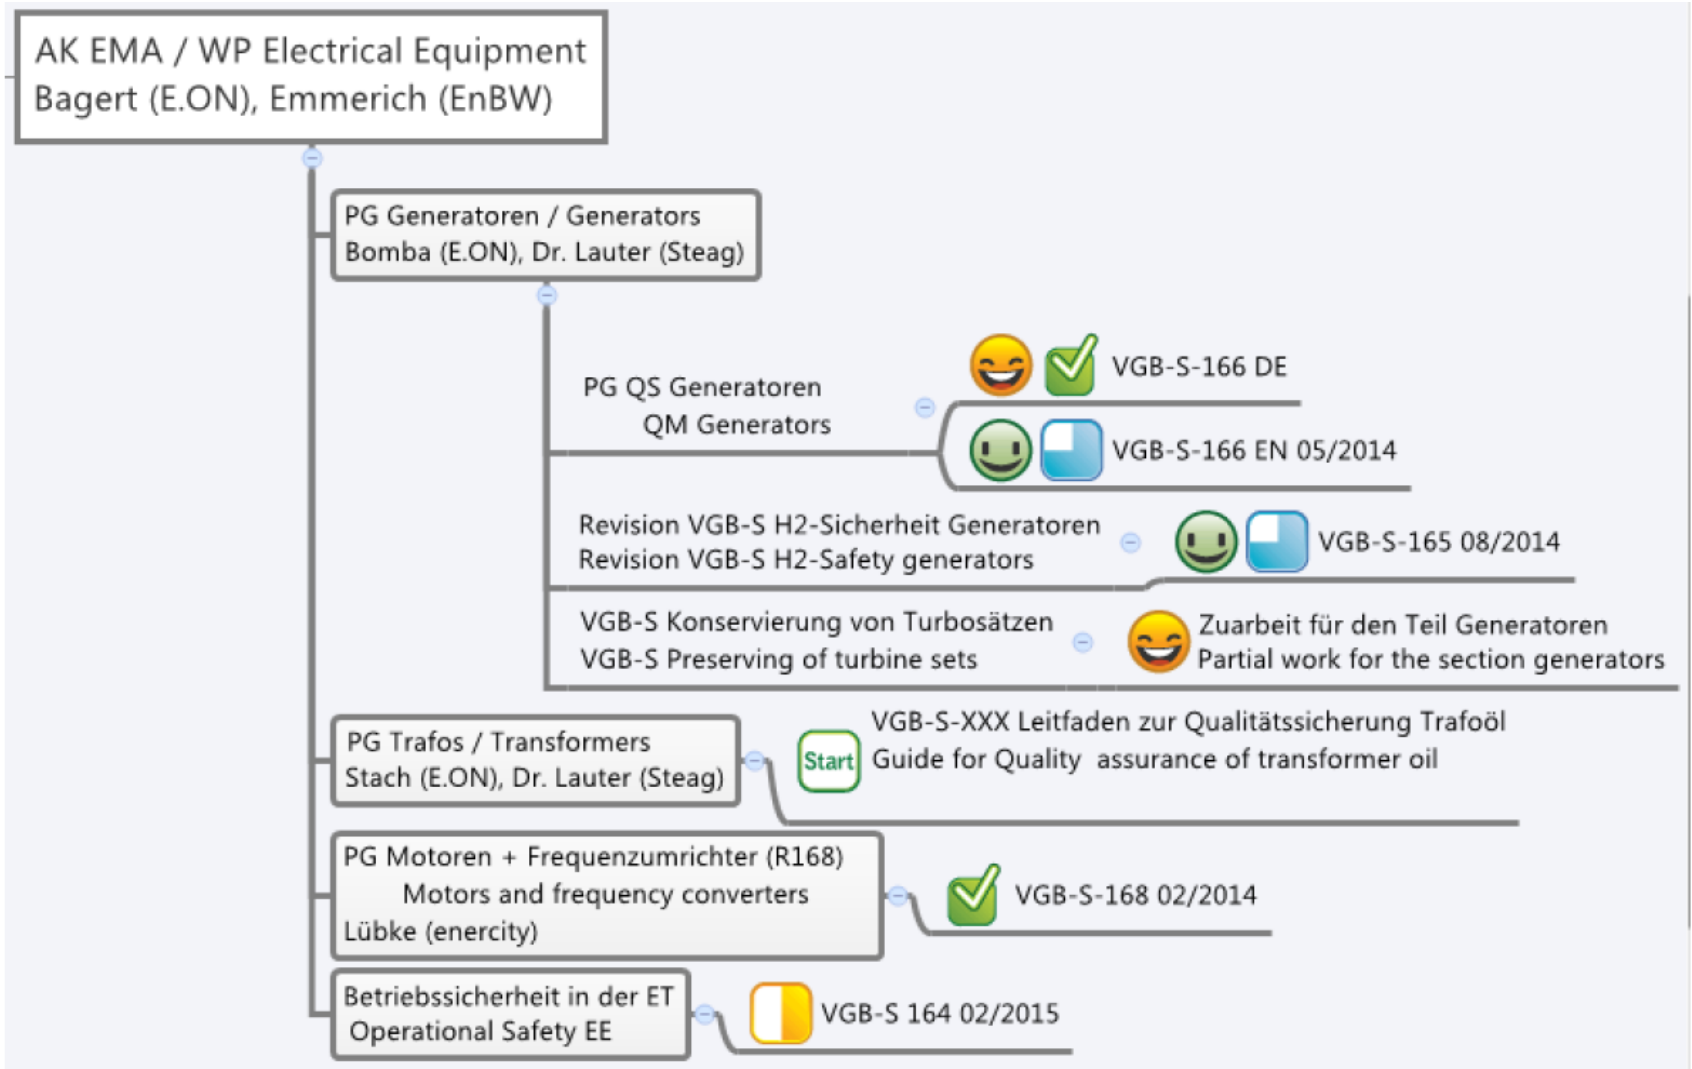 AK EMA / WP Electrical Equipment
Bagert (E.ON), Emmerich (EnBW)
PG Generatoren / Generators
Bomba (E.ON), Dr. Lauter (Steag)
PG QS Generatoren
QM Generators
VGB-S-166 DE
VGB-S-166 EN 05/2014
Revision VGB-S H2-Sicherheit Generatoren
Revision VGB-S H2-Safety generators
VGB-S-165 08/2014
VGB-S Konservierung von Turbosätzen
VGB-S Preserving of turbine sets
Zuarbeit für den Teil Generatoren
Partial work for the section generators
PG Trafos / Transformers
Stach (E.ON), Dr. Lauter (Steag)
Start
VGB-S-XXX Leitfaden zur Qualitätssicherung Trafoöl
Guide for Quality  assurance of transformer oil
PG Motoren + Frequenzumrichter (R168)
Motors and frequency converters
Lübke (enercity)
VGB-S-168 02/2014
Betriebssicherheit in der ET
Operational Safety EE
VGB-S 164 02/2015